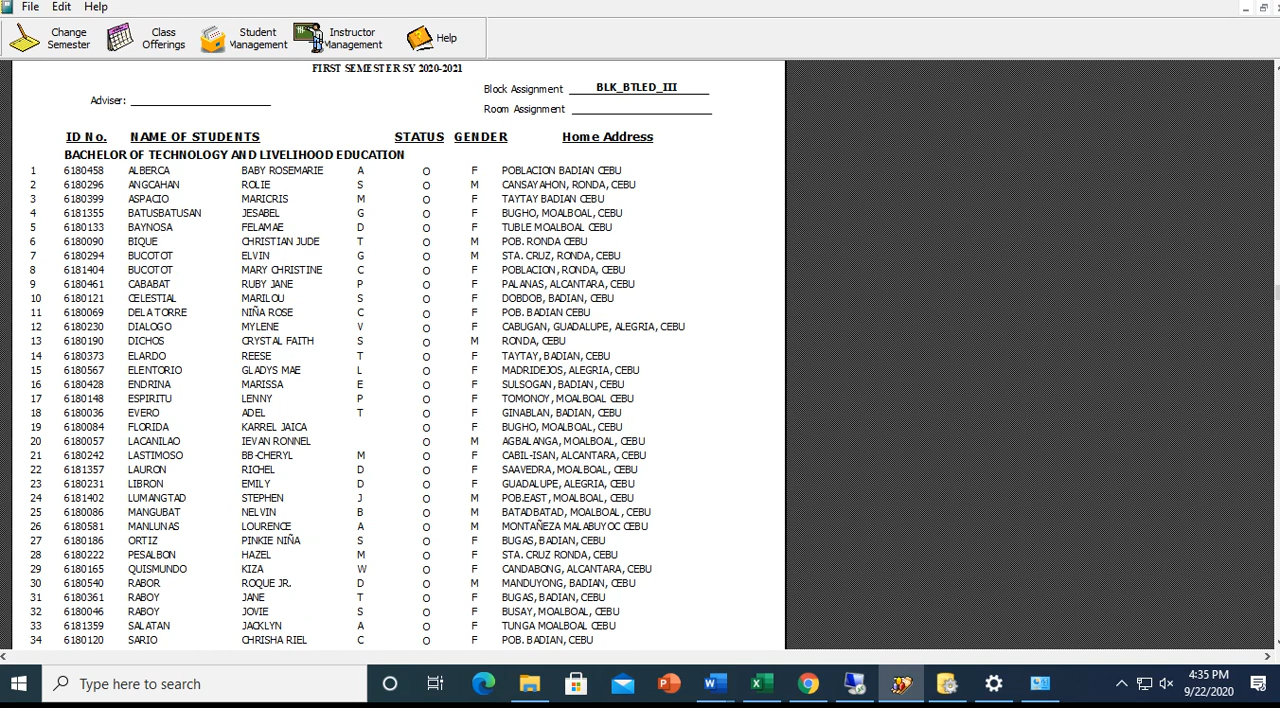 File Edit Help
Change Semester Class Offerings Student Management Instructor Management Help
FIRST SEMESTER SY 2020-2021
Block Assignment BLK_BTLED_III
Adviser:
Room Assignment
ID No. NAME OF STUDENTS STATUS GENDER Home Address
BACHELOR OF TECHNOLOGY AND LIVELIHOOD EDUCATION
1 6180458 ALBERCA BABY ROSEMARIE A O F POBLACION BADIAN CEBU
2 6180296 ANGCAHAN ROLIE S O M CANSAYAHON, RONDA, CEBU
3 6180399 ASPACIO MARICRIS M O F TAYTAY BADIAN CEBU
4 6181355 BATUSBATUSAN JESABEL G O F BUGHO, MOALBOAL, CEBU
5 6180133 BAYNOSA FELAMAE D O F TUBLE MOALBOAL CEBU
6 6180090 BIQUE CHRISTIAN JUDE T O M POB. RONDA CEBU
7 6180294 BUCOTOT ELVIN G O M STA. CRUZ, RONDA, CEBU
8 6181404 BUCOTOT MARY CHRISTINE C O F POBLACION, RONDA, CEBU
9 6180461 CABABAT RUBY JANE P O F PALANAS, ALCANTARA, CEBU
10 6180121 CELESTIAL MARILOU S O F DOBDOB, BADIAN, CEBU
11 6180069 DELA TORRE NIÑA ROSE C O F POB. BADIAN CEBU
12 6180230 DIALOGO MYLENE V O F CABUGAN, GUADALUPE, ALEGRIA, CEBU
13 6180190 DICHOS CRYSTAL FAITH S O M RONDA, CEBU
14 6180373 ELARDO REESE T O F TAYTAY, BADIAN, CEBU
15 6180567 ELENTORIO GLADYS MAE L O F MADRIDEJOS, ALEGRIA, CEBU
16 6180428 ENDRINA MARISSA E O F SULSOGAN, BADIAN, CEBU
17 6180148 ESPIRITU LENNY P O F TOMONOY, MOALBOAL CEBU
18 6180036 EVERO ADEL T O F GINABLAN, BADIAN, CEBU
19 6180084 FLORIDA KARREL JAICA O F BUGHO, MOALBOAL, CEBU
20 6180057 LACANILAO IEVAN RONNEL O M AGBALANGA, MOALBOAL, CEBU
21 6180242 LASTIMOSO BB-CHERYL M O F CABIL-ISAN, ALCANTARA, CEBU
22 6181357 LAURON RICHEL D O F SAAVEDRA, MOALBOAL, CEBU
23 6180231 LIBRON EMILY D O F GUADALUPE, ALEGRIA, CEBU
24 6181402 LUMANGTAD STEPHEN J O M POB.EAST, MOALBOAL, CEBU
25 6180086 MANGUBAT NELVIN B O M BATADBATAD, MOALBOAL, CEBU
26 6180581 MANLUNAS LOURENCE A O M MONTAÑEZA MALABUYOC CEBU
27 6180186 ORTIZ PINKIE NIÑA S O F BUGAS, BADIAN, CEBU
28 6180222 PESALBON HAZEL M O F STA. CRUZ RONDA, CEBU
29 6180165 QUISMUNDO KIZA W O F CANDABONG, ALCANTARA, CEBU
30 6180540 RABOR ROQUE JR. D O M MANDUYONG, BADIAN, CEBU
31 6180361 RABOY JANE T O F BUGAS, BADIAN, CEBU
32 6180046 RABOY JOVIE S O F BUSAY, MOALBOAL, CEBU
33 6181359 SALATAN JACKLYN A O F TUNGA MOALBOAL CEBU
34 6180120 SARIO CHRISHA RIEL C O F POB. BADIAN, CEBU
Type here to search
4:35 PM
9/22/2020